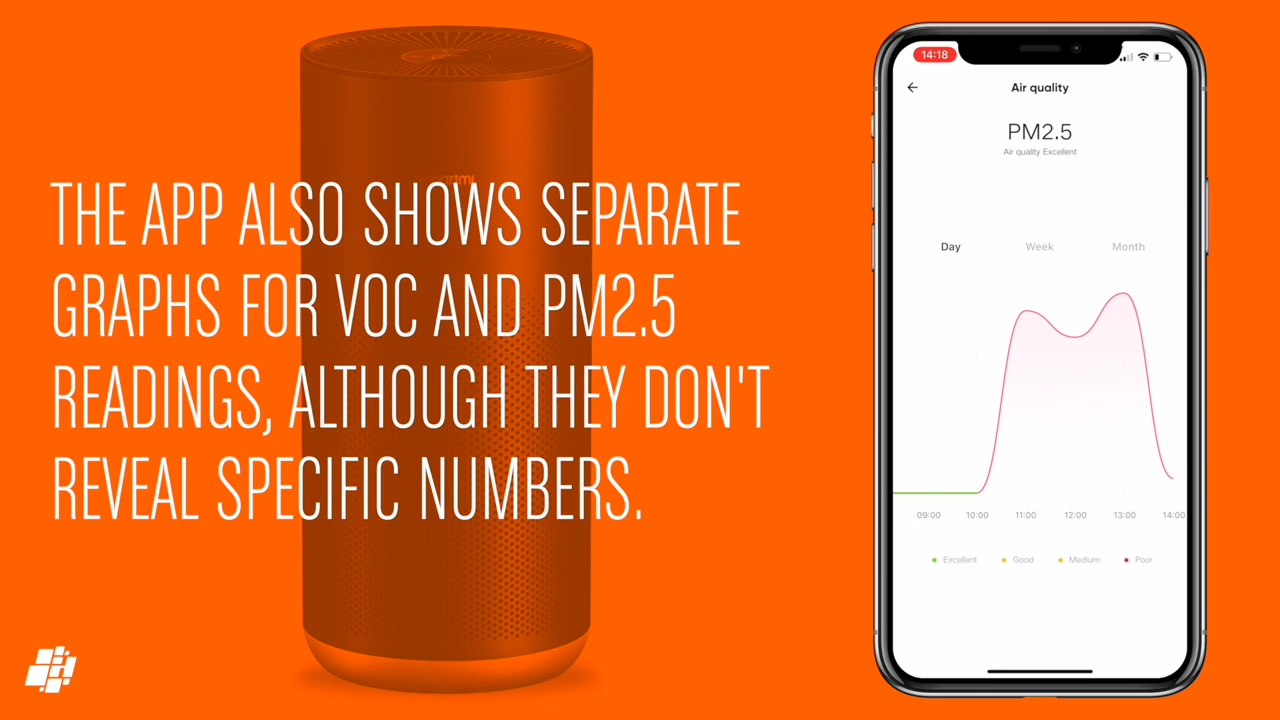 THE APP ALSO SHOWS SEPARATE
GRAPHS FOR VOC AND PM2.5
READINGS, ALTHOUGH THEY DON'T
REVEAL SPECIFIC NUMBERS.
14:18
Air quality
PM2.5
Air quality Excellent
Day Week Month
09:00 10:00 11:00 12:00 13:00 14:00
Excellent Good Medium Poor